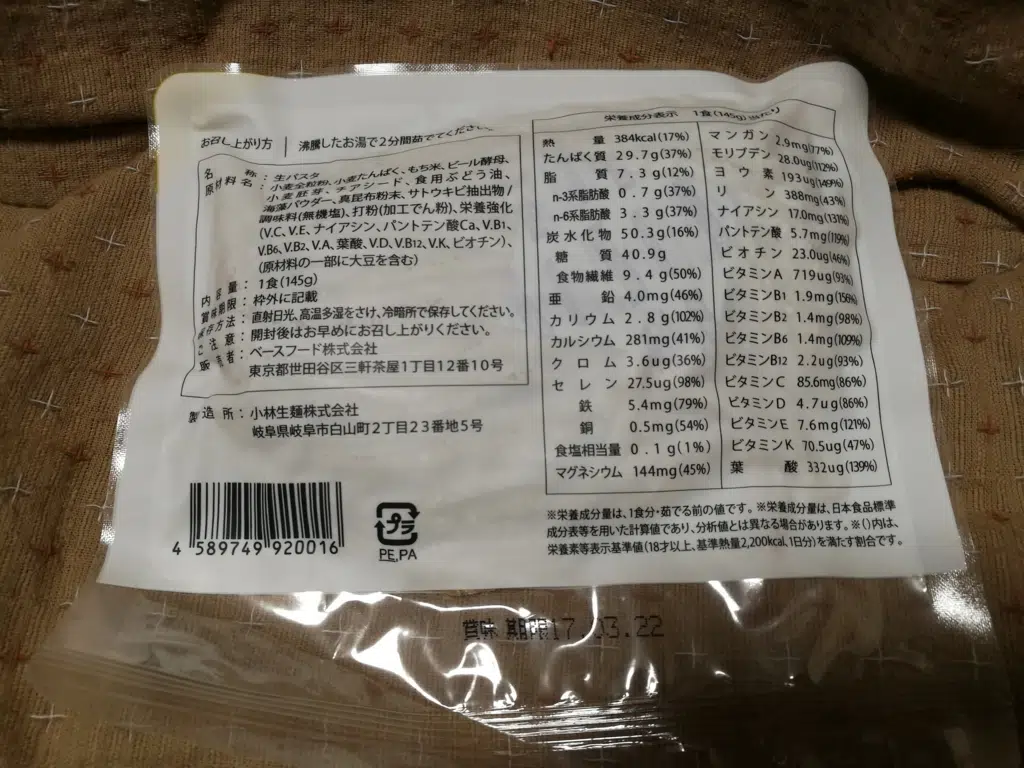 お召し上がり方 沸騰したお湯で2分間茹でてください。
名称：生パスタ
原材料名：小麦全粒粉、小麦たんぱく、もち米、ビール酵母、
小麦胚芽、チアシード、食用ぶどう油、
海藻パウダー、真昆布粉末、サトウキビ抽出物/
調味料(無機塩)、打粉(加工でん粉)、栄養強化
(V.C、V.E、ナイアシン、パントテン酸Ca、V.B1、
V.B6、V.B2、V.A、葉酸、V.D、V.B12、V.K、ビオチン)、
(原材料の一部に大豆を含む)
内容量：1食(145g)
賞味期限：枠外に記載
保存方法：直射日光、高温多湿をさけ、冷暗所で保存してください。
ご注意：開封後はお早めにお召し上がりください。
販売者：ベースフード株式会社
東京都世田谷区三軒茶屋1丁目12番10号
製造所：小林生麺株式会社
岐阜県岐阜市白山町2丁目23番地5号
4 589749 920016
プラ
PE,PA
栄養成分表示 1食(145g)当たり
熱量 384kcal(17%)
たんぱく質 29.7g(37%)
脂質 7.3g(12%)
n-3系脂肪酸 0.7g(37%)
n-6系脂肪酸 3.3g(37%)
炭水化物 50.3g(16%)
糖質 40.9g
食物繊維 9.4g(50%)
亜鉛 4.0mg(46%)
カリウム 2.8g(102%)
カルシウム 281mg(41%)
クロム 3.6ug(36%)
セレン 27.5ug(98%)
鉄 5.4mg(79%)
銅 0.5mg(54%)
食塩相当量 0.1g(1%)
マグネシウム 144mg(45%)
マンガン 2.9mg(77%)
モリブデン 28.0ug(112%)
ヨウ素 193ug(149%)
リン 388mg(43%)
ナイアシン 17.0mg(131%)
パントテン酸 5.7mg(119%)
ビオチン 23.0ug(46%)
ビタミンA 719ug(93%)
ビタミンB1 1.9mg(156%)
ビタミンB2 1.4mg(98%)
ビタミンB6 1.4mg(109%)
ビタミンB12 2.2ug(93%)
ビタミンC 85.6mg(86%)
ビタミンD 4.7ug(86%)
ビタミンE 7.6mg(121%)
ビタミンK 70.5ug(47%)
葉酸 332ug(139%)
※栄養成分量は、1食分・茹でる前の値です。※栄養成分量は、日本食品標準
成分表等を用いた計算値であり、分析値とは異なる場合があります。※()内は、
栄養素等表示基準値(18才以上、基準熱量2,200kcal、1日分)を満たす割合です。
賞味期限17.03.22